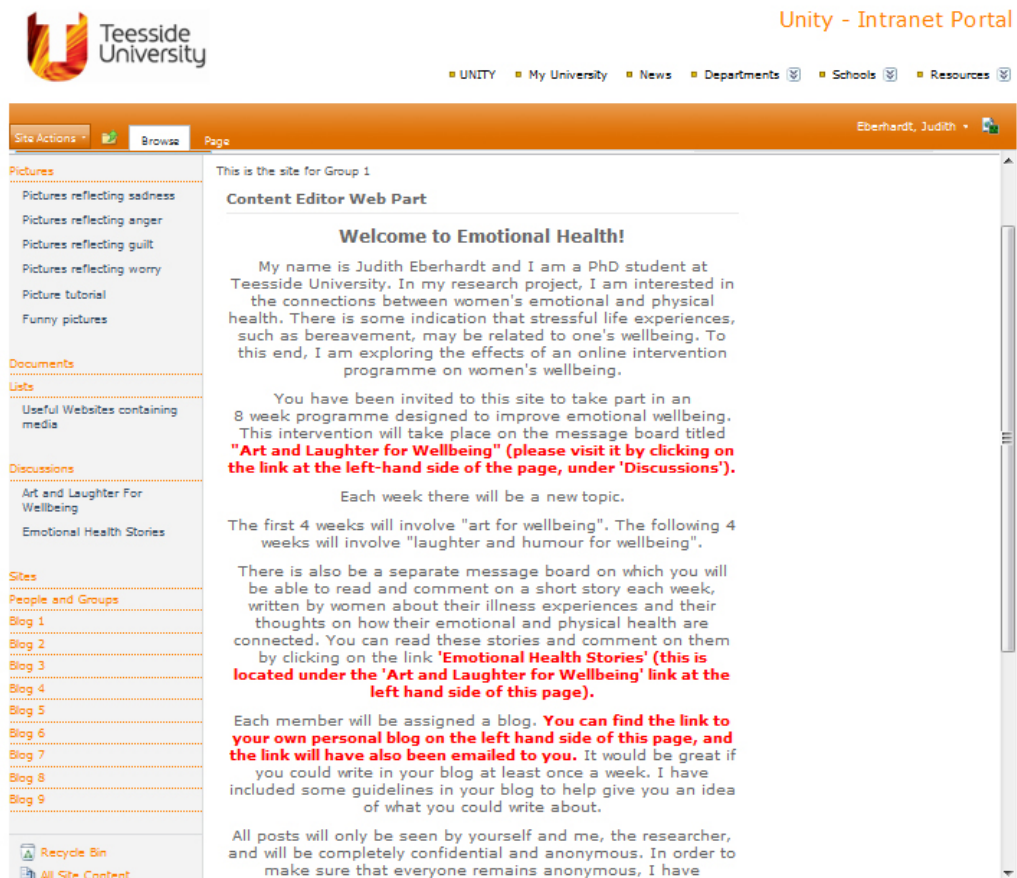 Teesside
University
Unity - Intranet Portal
UNITY My University News Departments Schools Resources
Eberhardt, Judith
Site Actions Browse Page
Pictures
Pictures reflecting sadness
Pictures reflecting anger
Pictures reflecting guilt
Pictures reflecting worry
Picture tutorial
Funny pictures
Documents
Lists
Useful Websites containing
media
Discussions
Art and Laughter For
Wellbeing
Emotional Health Stories
Sites
People and Groups
Blog 1
Blog 2
Blog 3
Blog 4
Blog 5
Blog 6
Blog 7
Blog 8
Blog 9
Recycle Bin
All Site Content
This is the site for Group 1
Content Editor Web Part
Welcome to Emotional Health!
My name is Judith Eberhardt and I am a PhD student at
Teesside University. In my research project, I am interested in
the connections between women's emotional and physical
health. There is some indication that stressful life experiences,
such as bereavement, may be related to one's wellbeing. To
this end, I am exploring the effects of an online intervention
programme on women's wellbeing.
You have been invited to this site to take part in an
8 week programme designed to improve emotional wellbeing.
This intervention will take place on the message board titled
"Art and Laughter for Wellbeing" (please visit it by clicking on
the link at the left-hand side of the page, under 'Discussions').
Each week there will be a new topic.
The first 4 weeks will involve "art for wellbeing". The following 4
weeks will involve "laughter and humour for wellbeing".
There is also be a separate message board on which you will
be able to read and comment on a short story each week,
written by women about their illness experiences and their
thoughts on how their emotional and physical health are
connected. You can read these stories and comment on them
by clicking on the link 'Emotional Health Stories' (this is
located under the 'Art and Laughter for Wellbeing' link at the
left hand side of this page).
Each member will be assigned a blog. You can find the link to
your own personal blog on the left hand side of this page, and
the link will have also been emailed to you. It would be great if
you could write in your blog at least once a week. I have
included some guidelines in your blog to help give you an idea
of what you could write about.
All posts will only be seen by yourself and me, the researcher,
and will be completely confidential and anonymous. In order to
make sure that everyone remains anonymous, I have